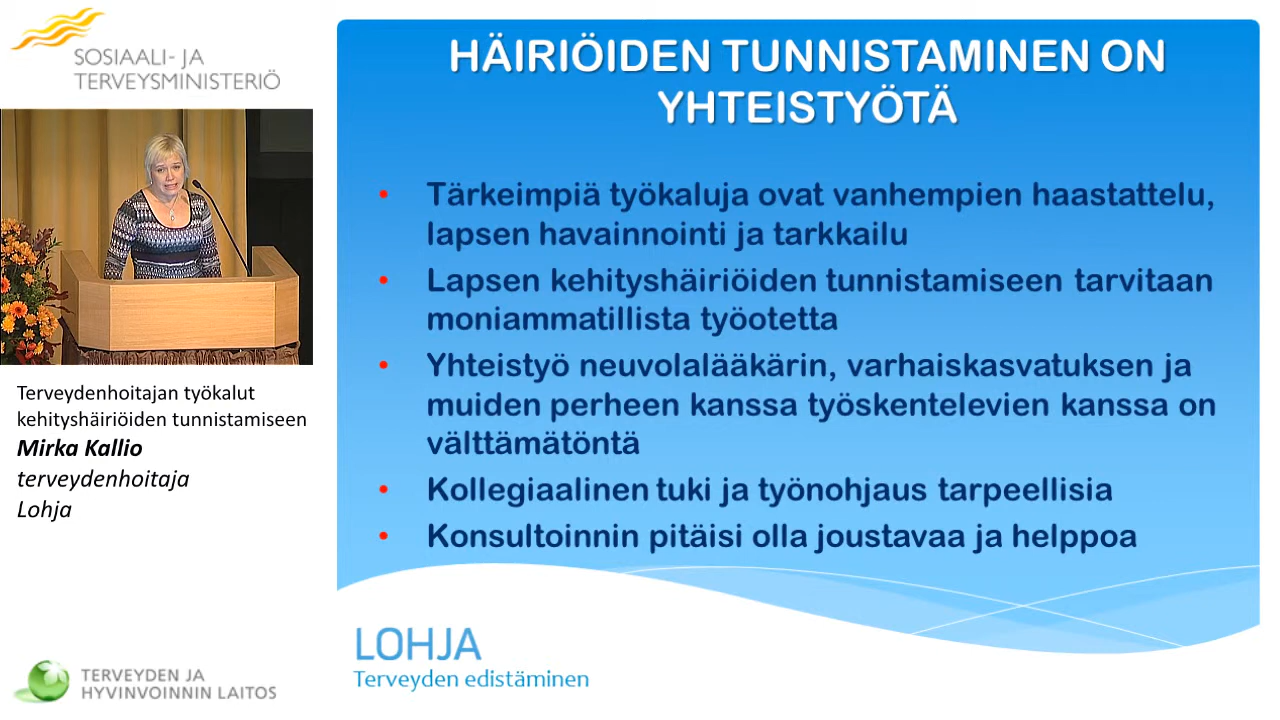 SOSIAALI- JA
TERVEYSMINISTERIÖ
Terveydenhoitajan työkalut
kehityshäiriöiden tunnistamiseen
Mirka Kallio
terveydenhoitaja
Lohja
TERVEYDEN JA
HYVINVOINNIN LAITOS
HÄIRIÖIDEN TUNNISTAMINEN ON
YHTEISTYÖTÄ
• Tärkeimpiä työkaluja ovat vanhempien haastattelu,
lapsen havainnointi ja tarkkailu
• Lapsen kehityshäiriöiden tunnistamiseen tarvitaan
moniammatillista työotetta
• Yhteistyö neuvolalääkärin, varhaiskasvatuksen ja
muiden perheen kanssa työskentelevien kanssa on
välttämätöntä
• Kollegiaalinen tuki ja työnohjaus tarpeellisia
• Konsultoinnin pitäisi olla joustavaa ja helppoa
LOHJA
Terveyden edistäminen